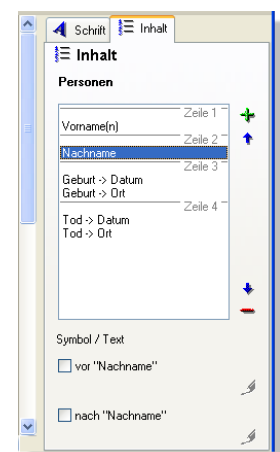 Schrift Inhalt
Inhalt
Personen
Zeile 1
Vorname(n)
Zeile 2
Nachname
Zeile 3
Geburt -> Datum
Geburt -> Ort
Zeile 4
Tod -> Datum
Tod -> Ort
Symbol / Text
vor "Nachname"
nach "Nachname"